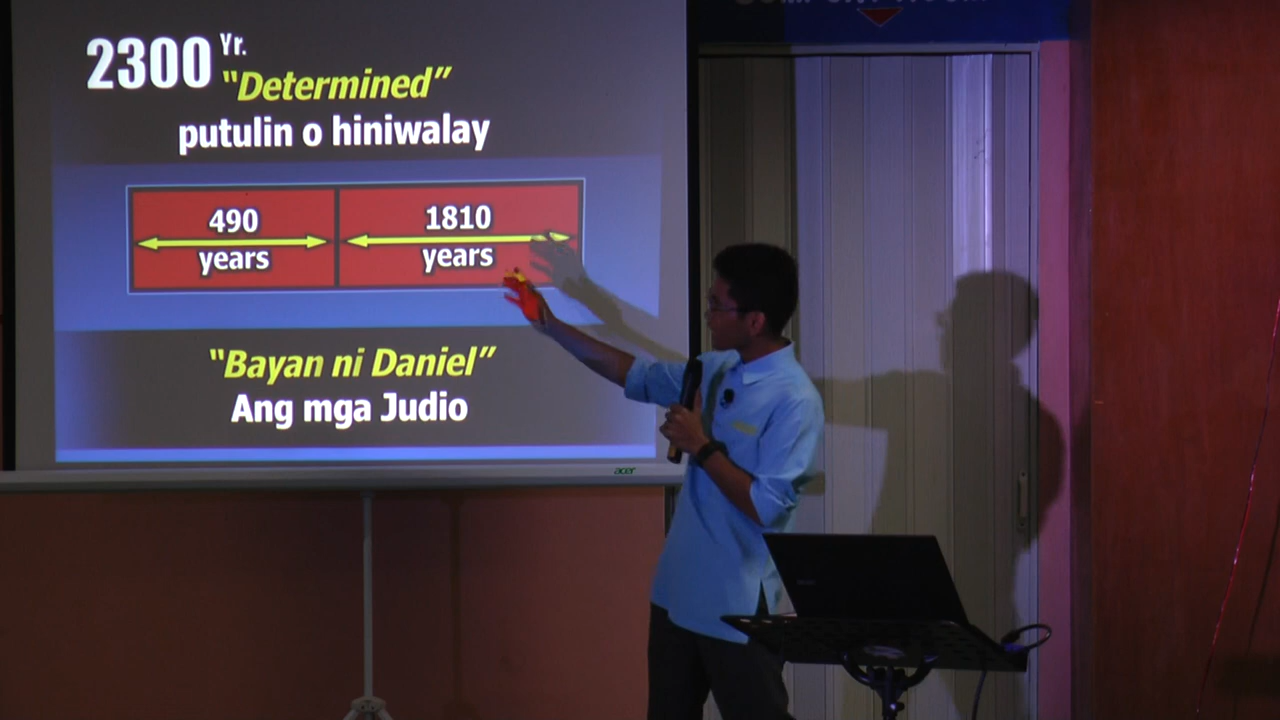 2300 Yr.
"Determined"
putulin o hiniwalay
490
years
1810
years
"Bayan ni Daniel"
Ang mga Judio
acer